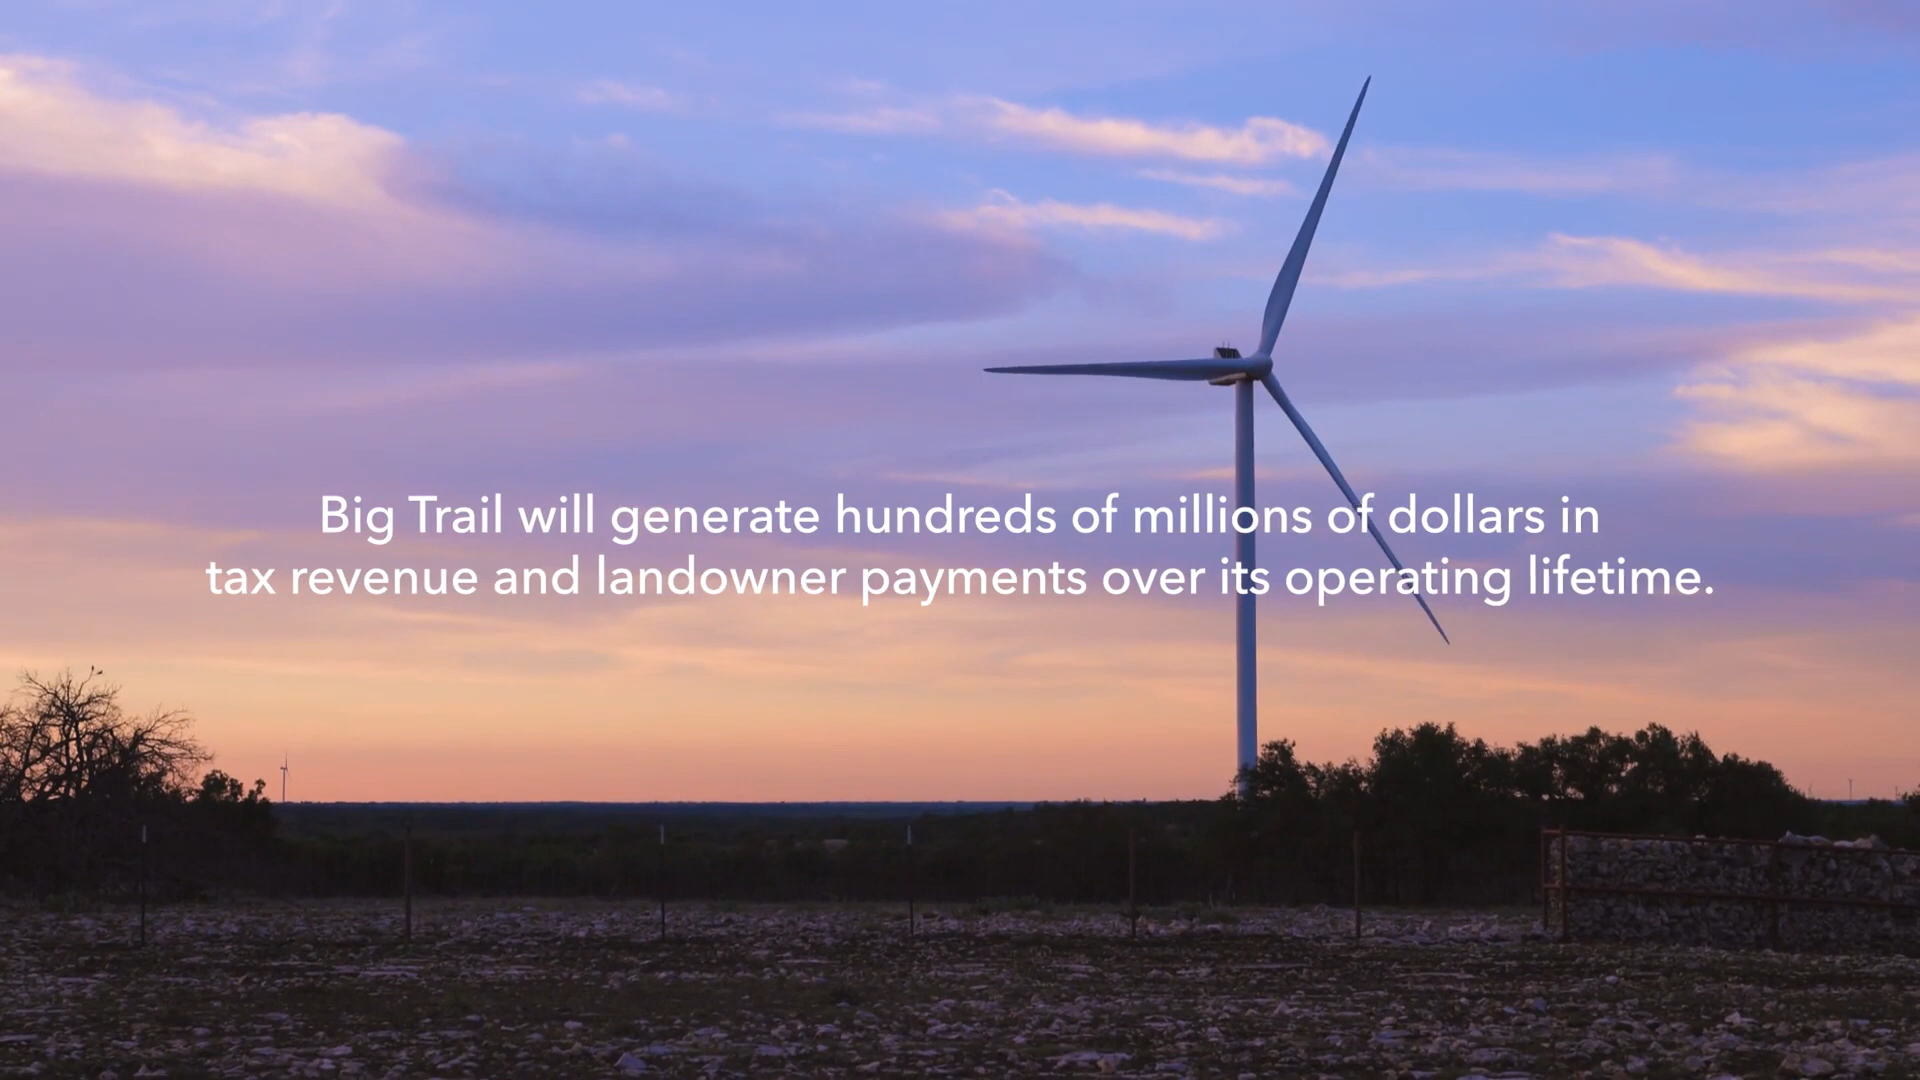 Big Trail will generate hundreds of millions of dollars in
tax revenue and landowner payments over its operating lifetime.